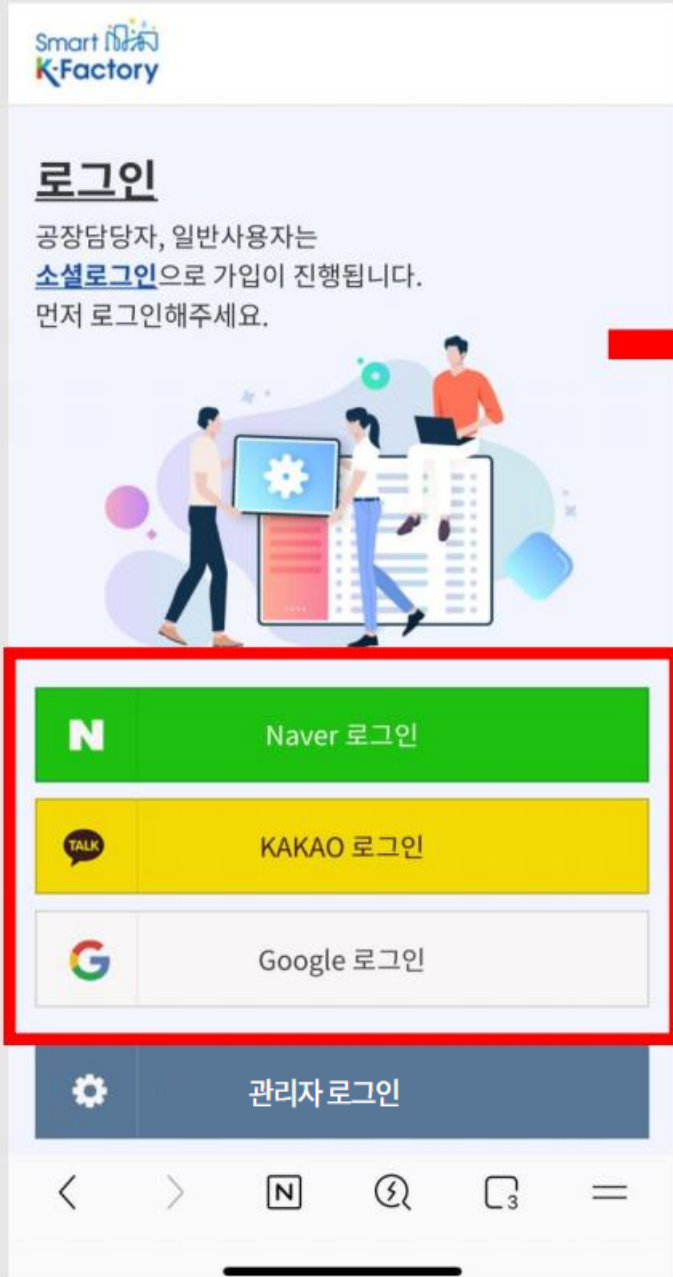 Smart
K-Factory
로그인
공장담당자, 일반사용자는
소셜로그인으로 가입이 진행됩니다.
먼저 로그인해주세요.
N
Naver 로그인
TALK
KAKAO 로그인
G
Google 로그인
관리자 로그인
N
3